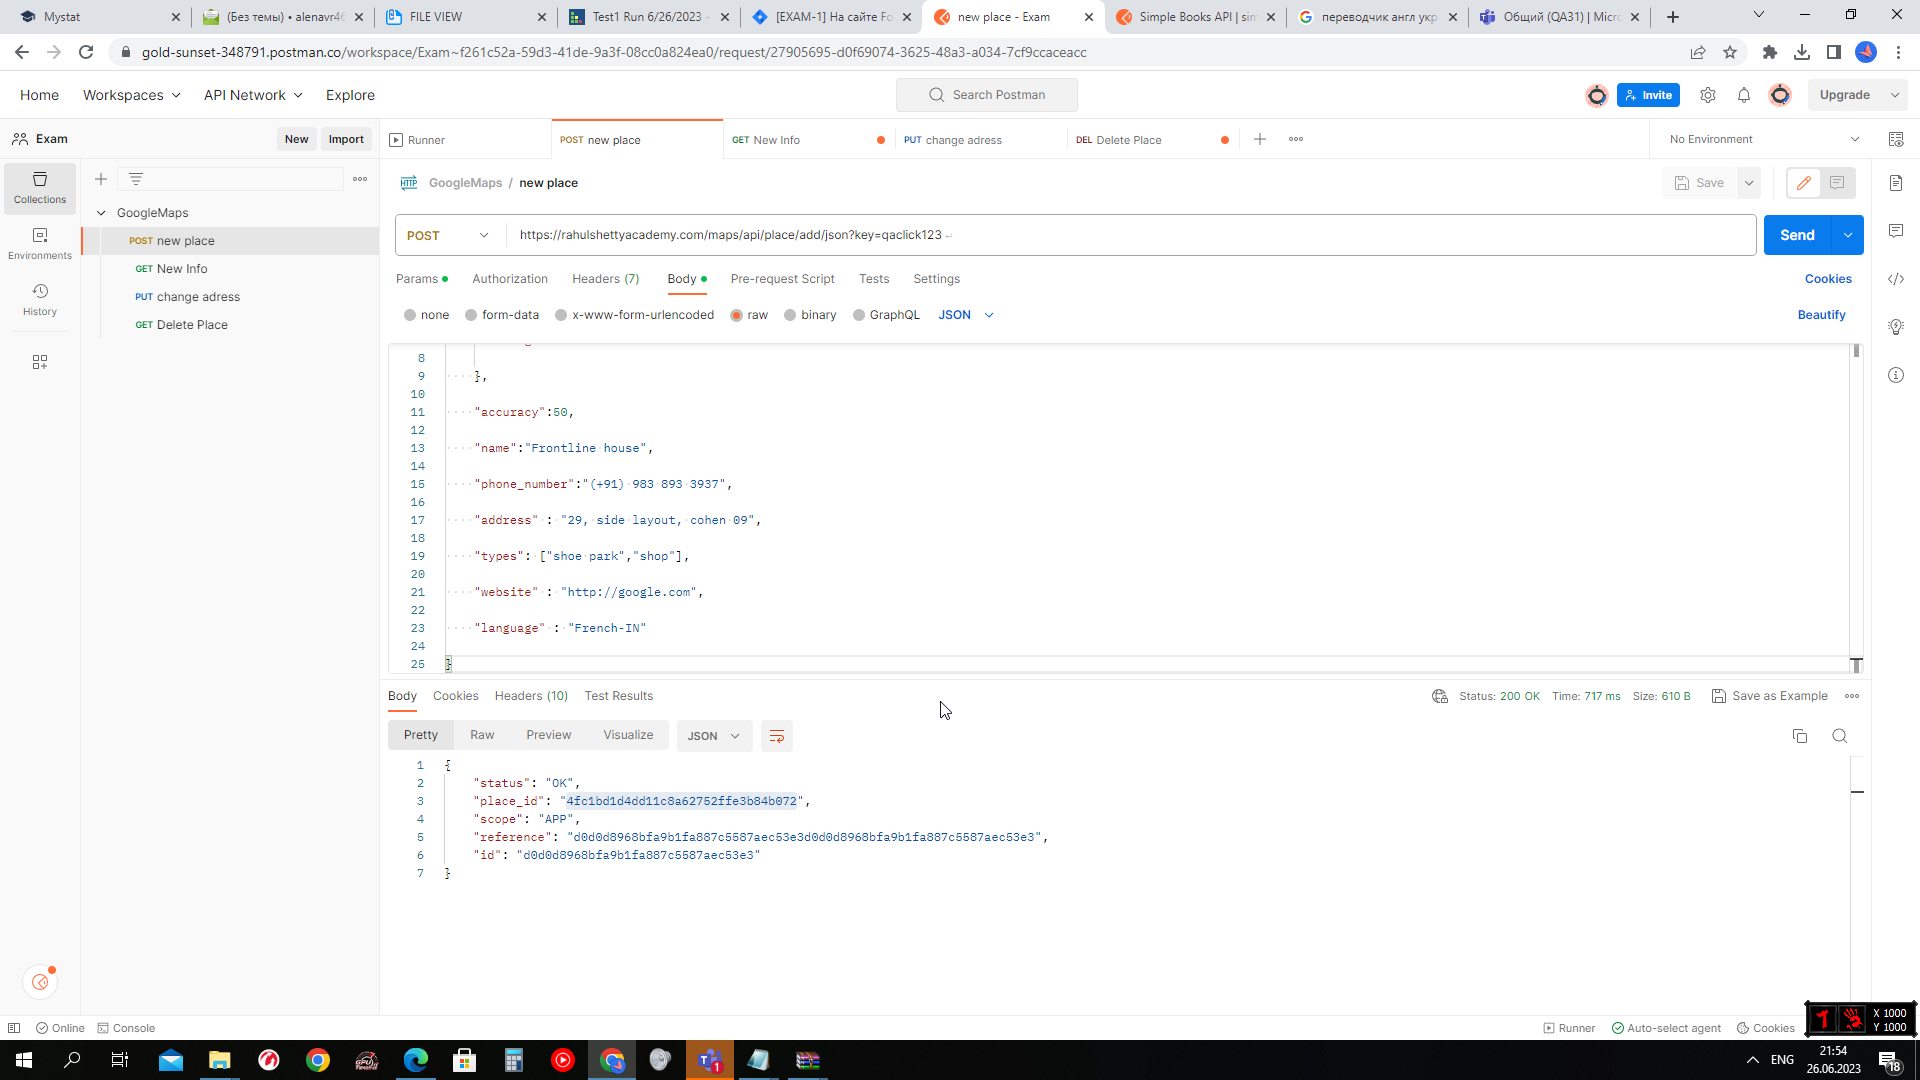 Mystat
(Без темы) • alenavr46
FILE VIEW
Test1 Run 6/26/2023 -
[EXAM-1] На сайте Fo
new place - Exam
Simple Books API | sim
переводчик англ укр
Общий (QA31) | Micro
gold-sunset-348791.postman.co/workspace/Exam~f261c52a-59d3-41de-9a3f-08cc0a824ea0/request/27905695-d0f69074-3625-48a3-a034-7cf9ccaceacc
Home Workspaces API Network Explore
Search Postman
Invite
Upgrade
Exam
New Import
Runner
POST new place
GET New Info
PUT change adress
DEL Delete Place
No Environment
Collections
Environments
History
GoogleMaps
POST new place
GET New Info
PUT change adress
GET Delete Place
HTTP GoogleMaps / new place
Save
POST https://rahulshettyacademy.com/maps/api/place/add/json?key=qaclick123
Send
Params Authorization Headers (7) Body Pre-request Script Tests Settings
Cookies
none form-data x-www-form-urlencoded raw binary GraphQL JSON
Beautify
8
9 },
10
11 "accuracy":50,
12
13 "name":"Frontline house",
14
15 "phone_number":"(+91) 983 893 3937",
16
17 "address" : "29, side layout, cohen 09",
18
19 "types": ["shoe park","shop"],
20
21 "website" : "http://google.com",
22
23 "language" : "French-IN"
24
25 }
Body Cookies Headers (10) Test Results
Status: 200 OK Time: 717 ms Size: 610 B Save as Example
Pretty Raw Preview Visualize JSON
1 {
2 "status": "OK",
3 "place_id": "4fc1bd1d4dd11c8a62752ffe3b84b072",
4 "scope": "APP",
5 "reference": "d0d0d8968bfa9b1fa887c5587aec53e3d0d0d8968bfa9b1fa887c5587aec53e3",
6 "id": "d0d0d8968bfa9b1fa887c5587aec53e3"
7 }
Online Console
Runner Auto-select agent Cookies
X 1000
Y 1000
ENG
21:54
26.06.2023
1
18